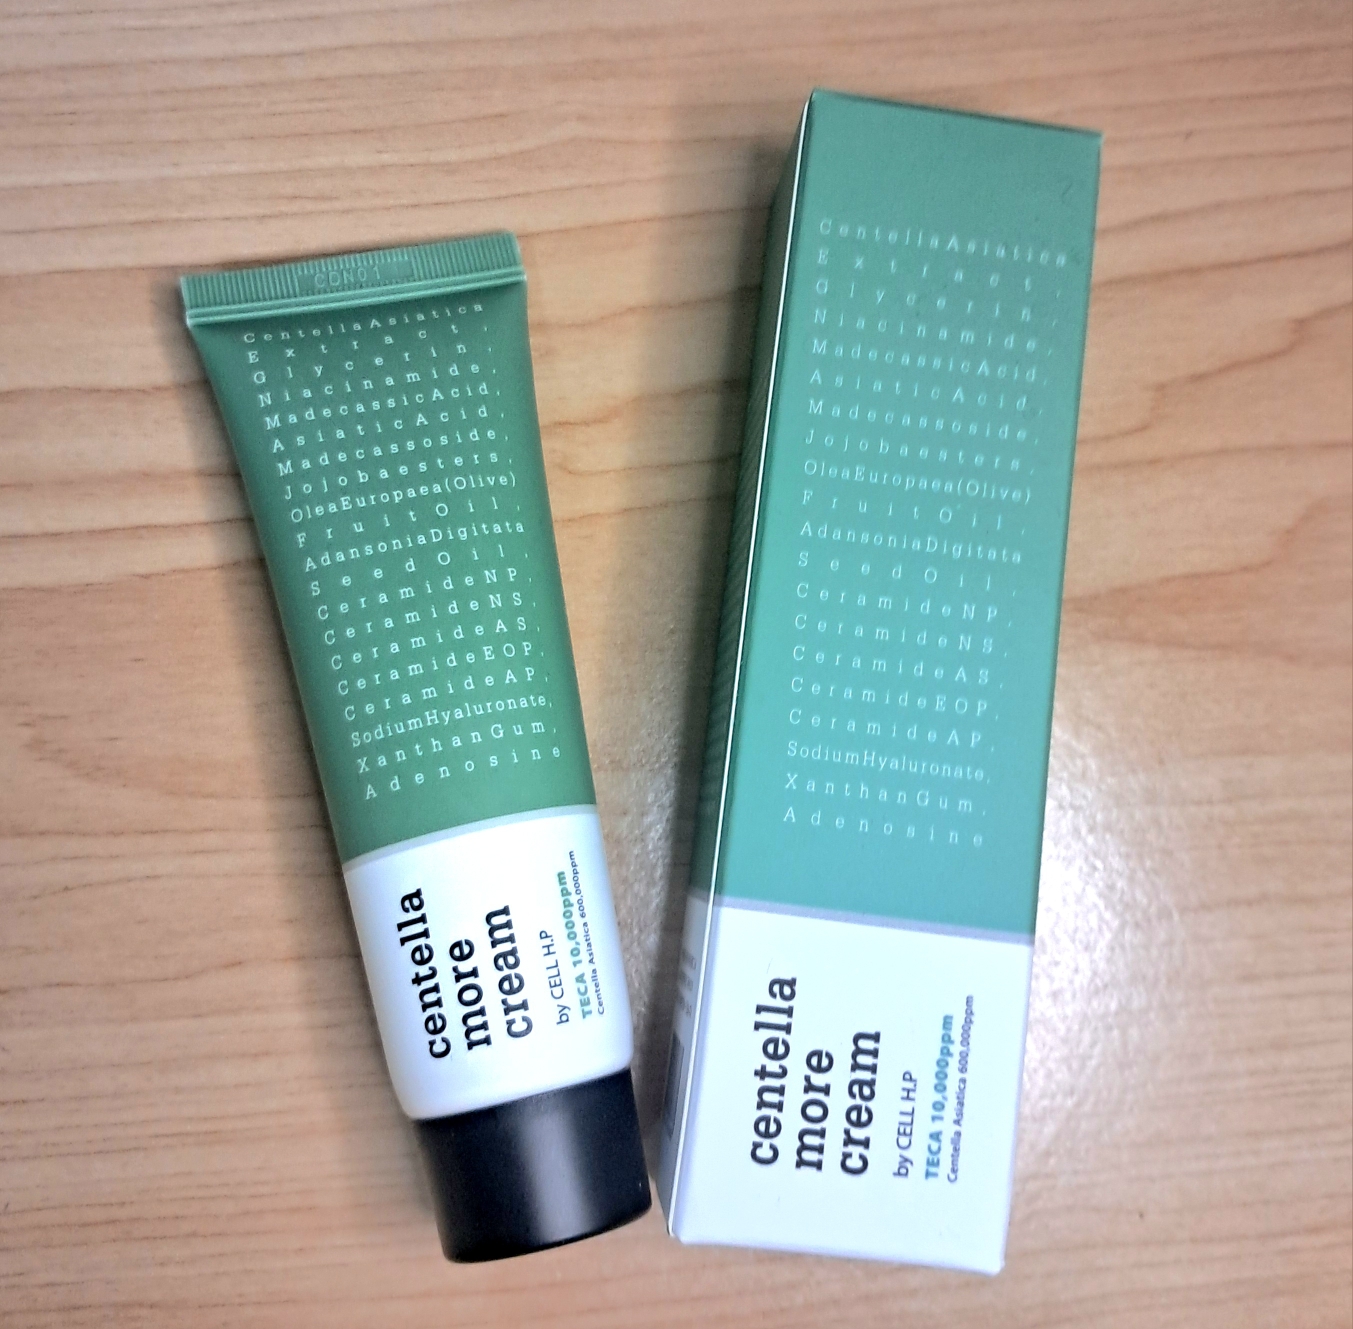 CDN01
CentellaAsiatica
Extract,
Glycerin,
Niacinamide,
MadecassicAcid,
AsiaticAcid,
Madecassoside,
Jojobaesters,
OleaEuropaea(Olive)
FruitOil,
AdansoniaDigitata
SeedOil,
CeramideNP,
CeramideNS,
CeramideAS,
CeramideEOP,
CeramideAP,
SodiumHyaluronate,
XanthanGum,
Adenosine
centella
more
cream
by CELL H.P
TECA 10,000ppm
Centella Asiatica 600,000ppm
CentellaAsiatica
Extract,
Glycerin,
Niacinamide,
MadecassicAcid,
AsiaticAcid,
Madecassoside,
Jojobaesters,
OleaEuropaea(Olive)
FruitOil,
AdansoniaDigitata
SeedOil,
CeramideNP,
CeramideNS,
CeramideAS,
CeramideEOP,
CeramideAP,
SodiumHyaluronate,
XanthanGum,
Adenosine
centella
more
cream
by CELL H.P
TECA 10,000ppm
Centella Asiatica 600,000ppm